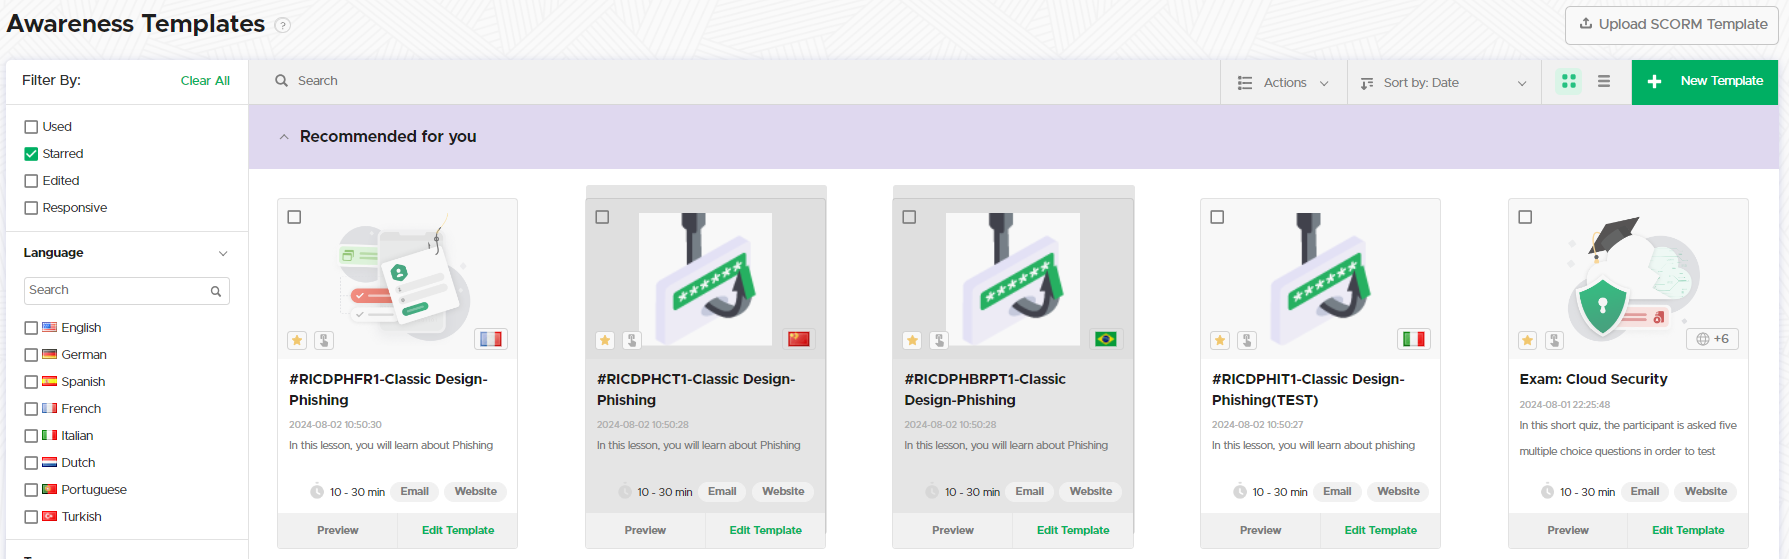 Awareness Templates ?
Upload SCORM Template
Filter By:
Clear All
Search
Actions
Sort by: Date
New Template
Used
Starred
Edited
Responsive
Language
Search
English
German
Spanish
French
Italian
Dutch
Portuguese
Turkish
Recommended for you
#RICDPHFR1-Classic Design-
Phishing
2024-08-02 10:50:30
In this lesson, you will learn about Phishing
10 - 30 min Email Website
Preview Edit Template
#RICDPHCT1-Classic Design-
Phishing
2024-08-02 10:50:28
In this lesson, you will learn about Phishing
10 - 30 min Email Website
Preview Edit Template
#RICDPHBRPT1-Classic
Design-Phishing
2024-08-02 10:50:28
In this lesson, you will learn about Phishing
10 - 30 min Email Website
Preview Edit Template
#RICDPHIT1-Classic Design-
Phishing(TEST)
2024-08-02 10:50:27
In this lesson, you will learn about phishing
10 - 30 min Email Website
Preview Edit Template
+6
Exam: Cloud Security
2024-08-01 22:25:48
In this short quiz, the participant is asked five
multiple choice questions in order to test
10 - 30 min Email Website
Preview Edit Template